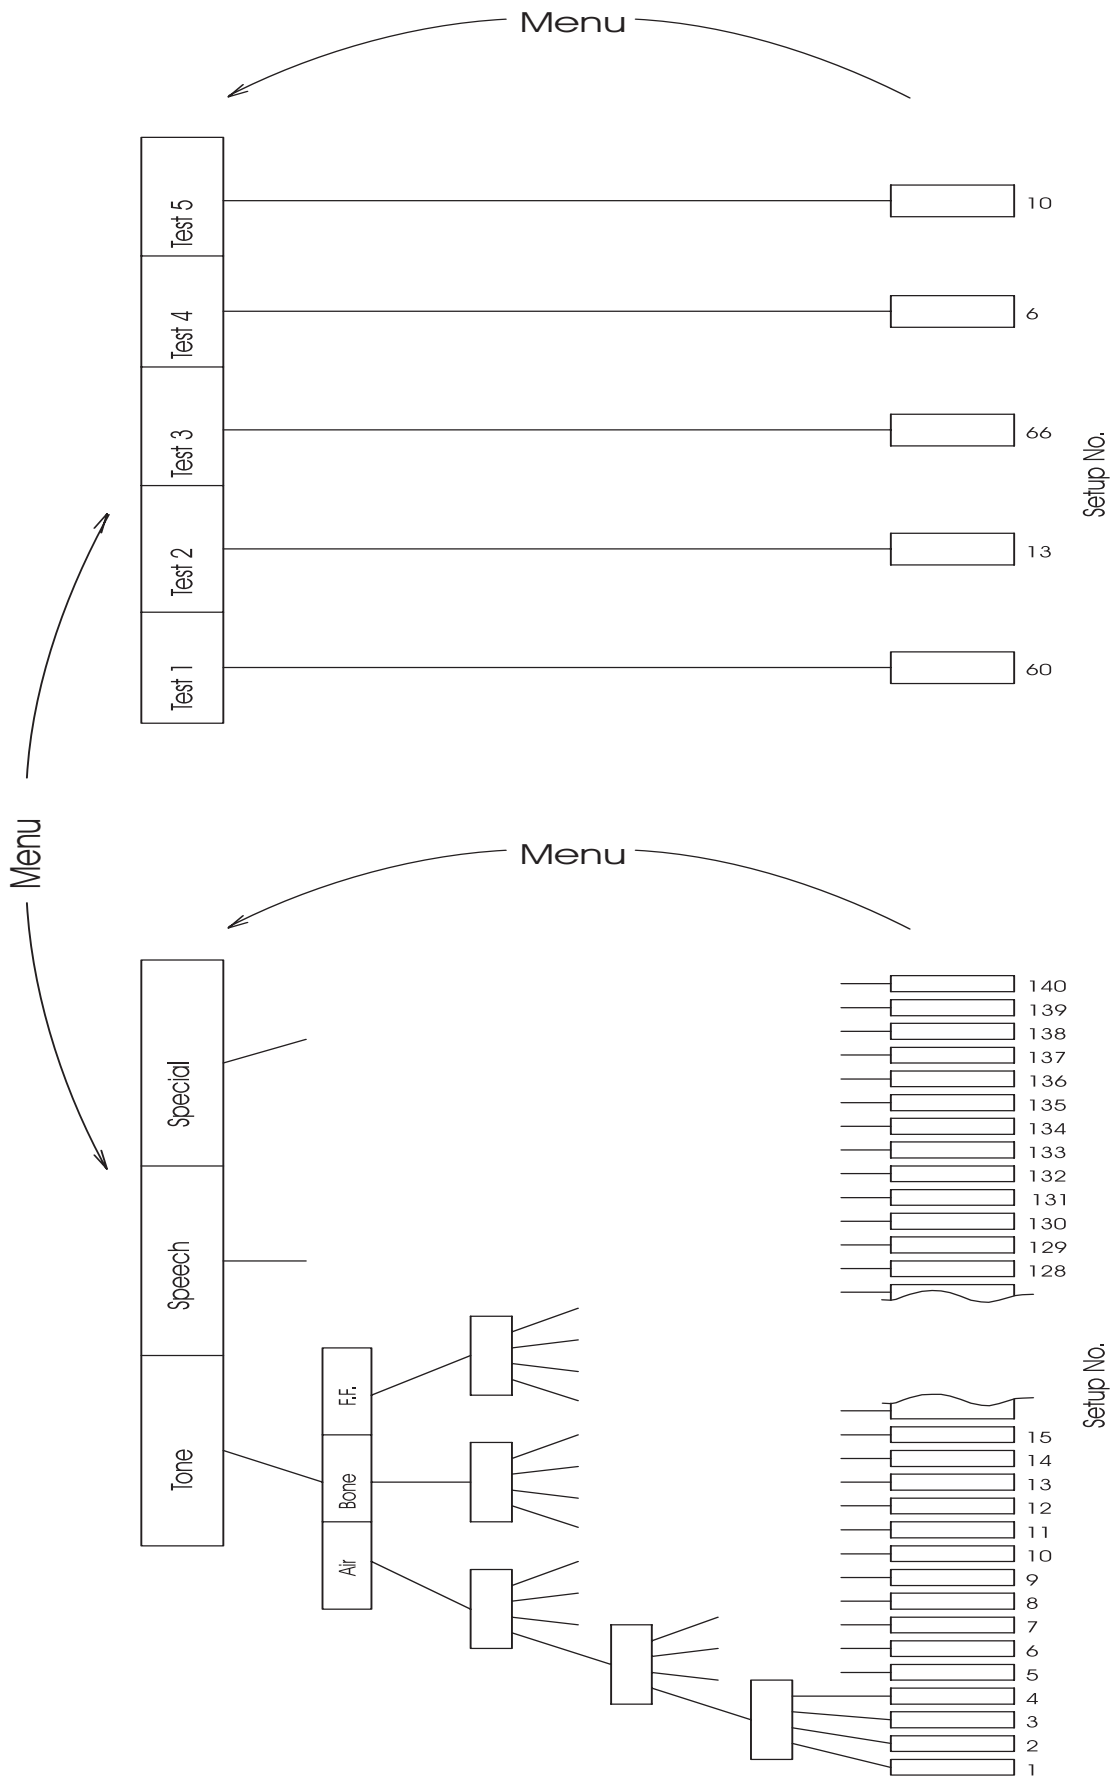 Menu
Test 5
10
Test 4
6
Test 3
66
Setup No.
Test 2
13
Test 1
60
Menu
Menu
Special
Speech
Tone
F.F.
Bone
Air
140
139
138
137
136
135
134
133
132
131
130
129
128
Setup No.
15
14
13
12
11
10
9
8
7
6
5
4
3
2
1